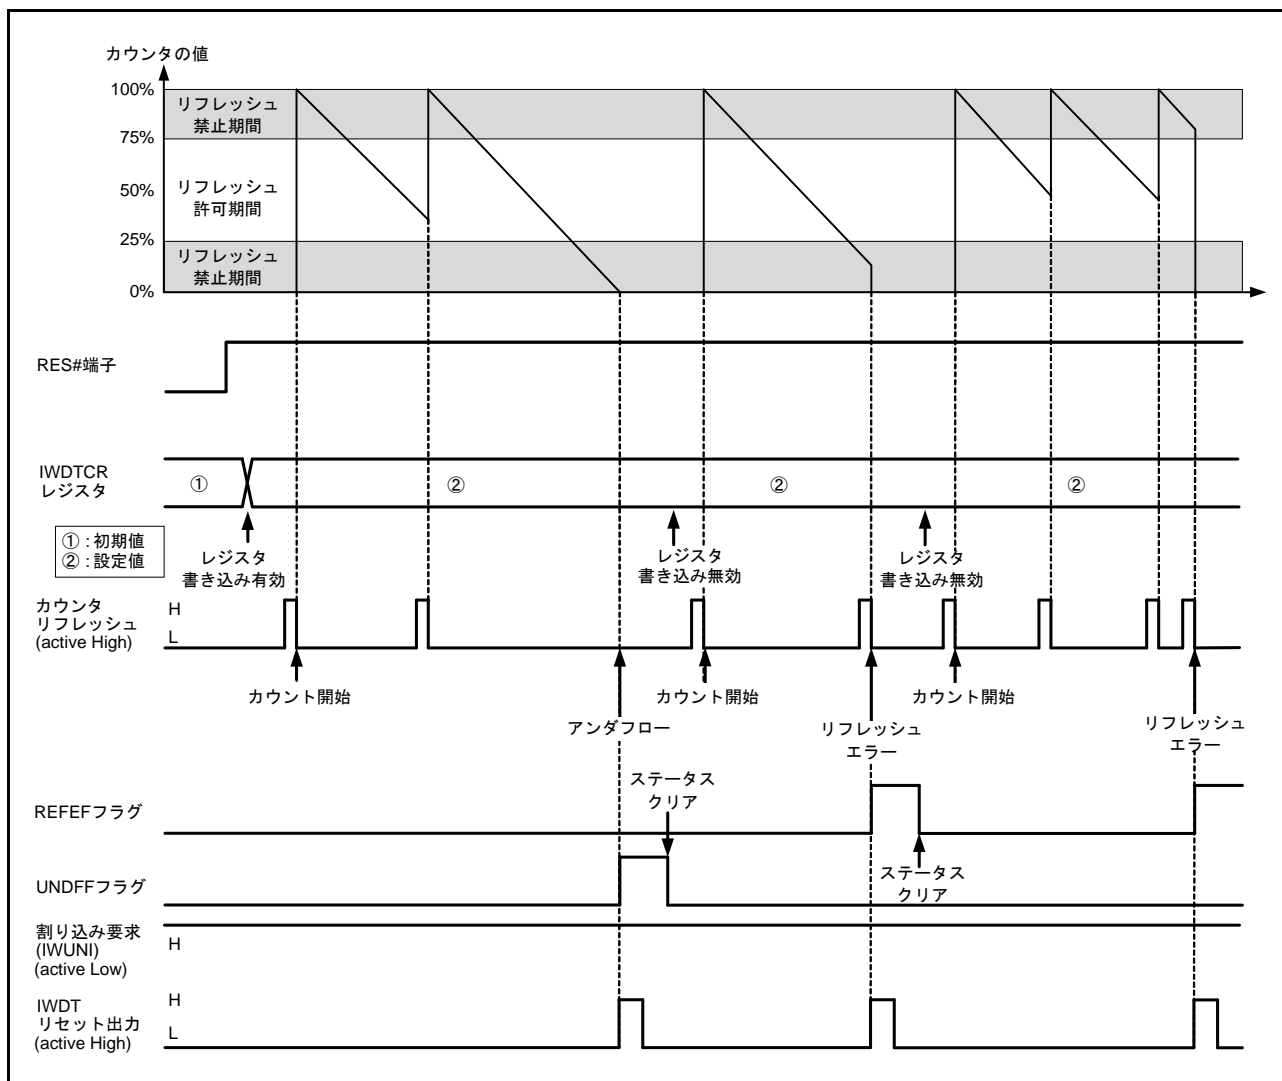 カウンタの値
100%
リフレッシュ
禁止期間
75%
50%
リフレッシュ
許可期間
25%
リフレッシュ
禁止期間
0%
RES#端子
IWDTCR
レジスタ
①
②
②
②
①:初期値
②:設定値
レジスタ
書き込み有効
レジスタ
書き込み無効
レジスタ
書き込み無効
カウンタ
リフレッシュ
(active High)
H
L
カウント開始
カウント開始
カウント開始
アンダフロー
リフレッシュ
エラー
リフレッシュ
エラー
ステータス
クリア
REFEFフラグ
ステータス
クリア
UNDFFフラグ
割り込み要求
(IWUNI)
(active Low)
H
IWDT
リセット出力
(active High)
H
L